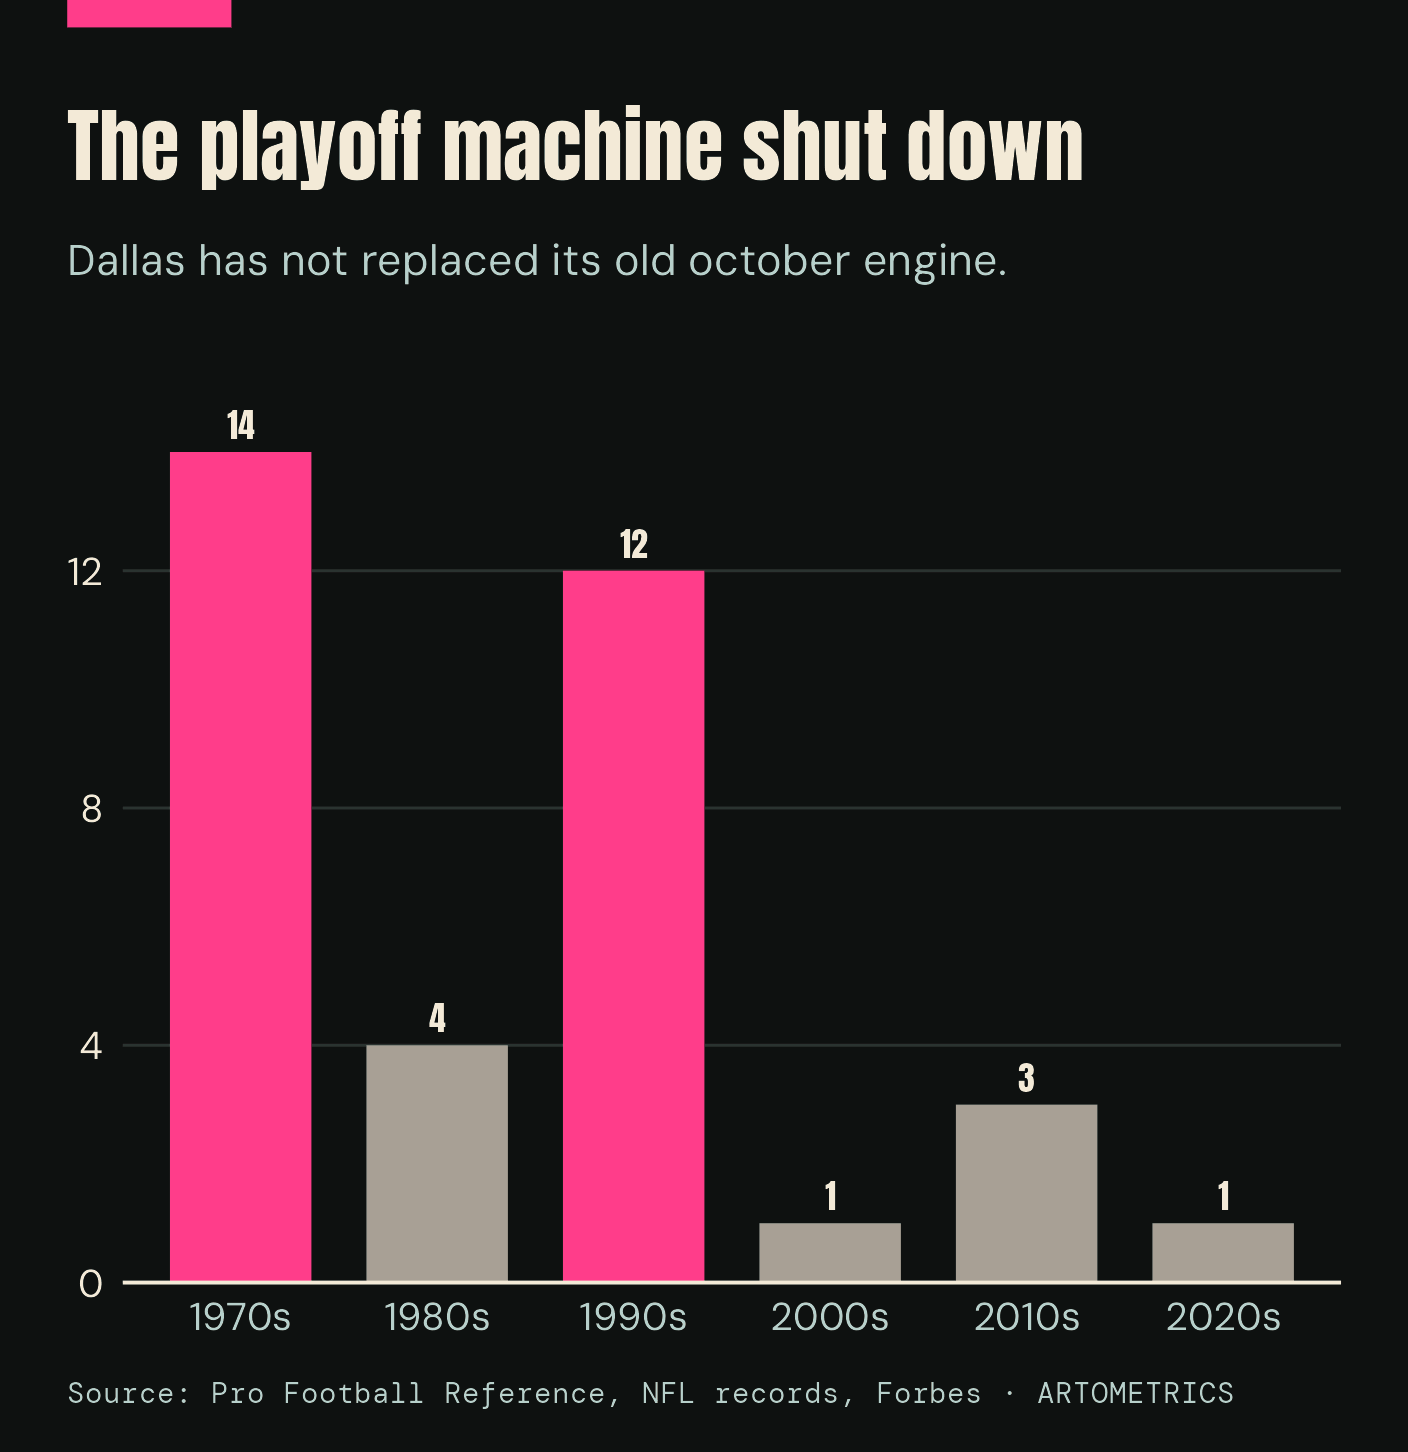 The playoff machine shut down
Dallas has not replaced its old october engine.
14
12
12
8
4
4
3
1
1
0
1970s 1980s 1990s 2000s 2010s 2020s
Source: Pro Football Reference, NFL records, Forbes · ARTOMETRICS